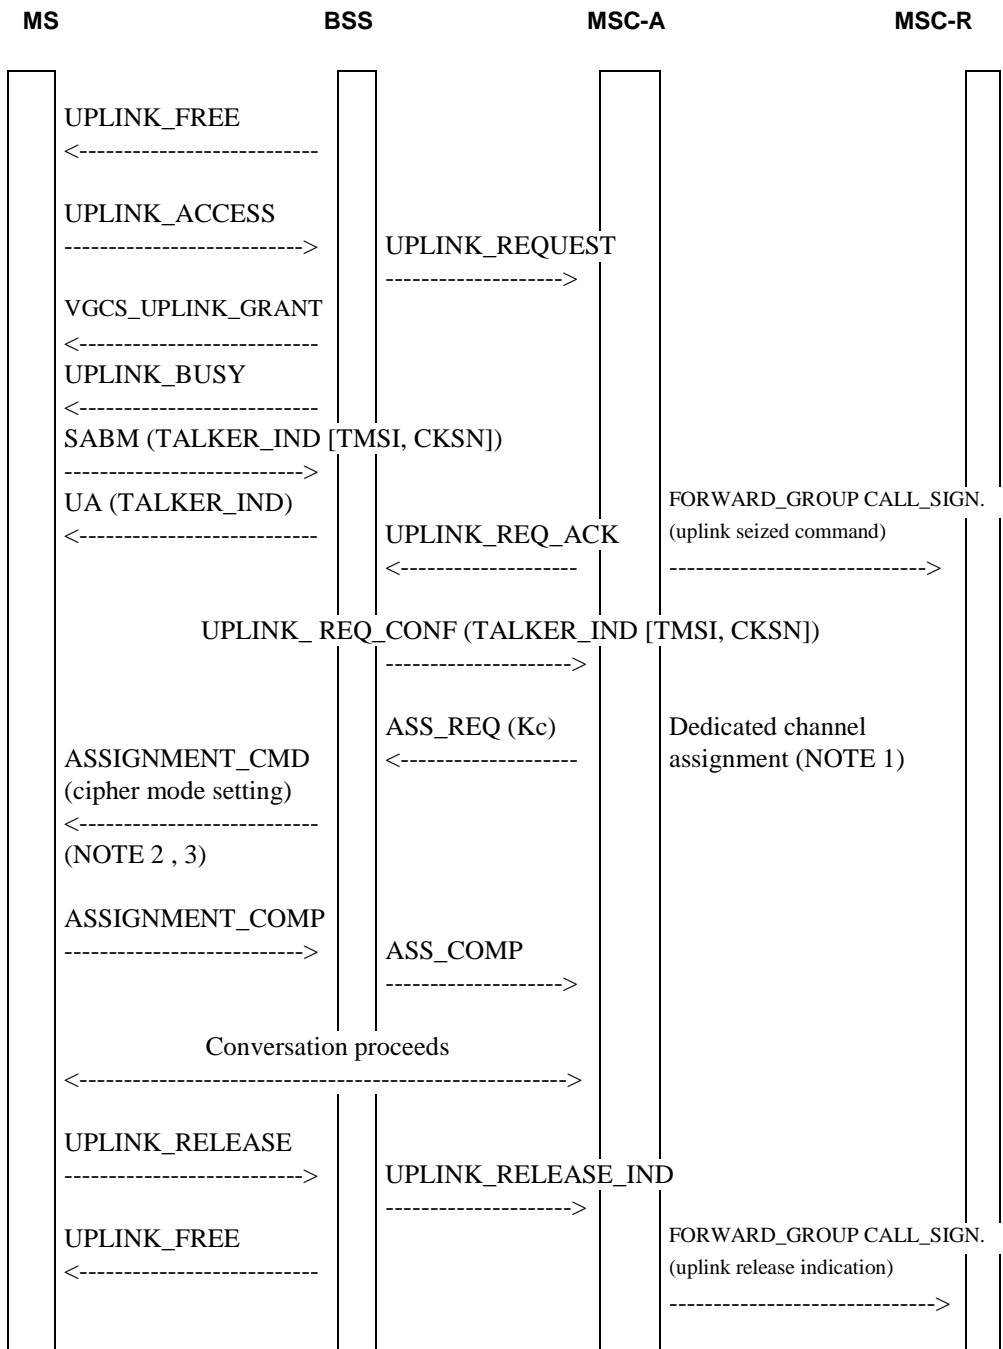 MS BSS MSC-A MSC-R
UPLINK_FREE
<---------------------------
UPLINK_ACCESS
---------------------------> UPLINK_REQUEST
-------------------->
VGCS_UPLINK_GRANT
<---------------------------
UPLINK_BUSY
<---------------------------
SABM (TALKER_IND [TMSI, CKSN])
--------------------------->
UA (TALKER_IND) FORWARD_GROUP CALL_SIGN.
<--------------------------- UPLINK_REQ_ACK (uplink seized command)
<-------------------- ----------------------------->
UPLINK_ REQ_CONF (TALKER_IND [TMSI, CKSN])
--------------------->
ASS_REQ (Kc) Dedicated channel
ASSIGNMENT_CMD <-------------------- assignment (NOTE 1)
(cipher mode setting)
<---------------------------
(NOTE 2 , 3)
ASSIGNMENT_COMP
---------------------------> ASS_COMP
-------------------->
Conversation proceeds
<------------------------------------------------------->
UPLINK_RELEASE
---------------------------> UPLINK_RELEASE_IND
--------------------->
UPLINK_FREE FORWARD_GROUP CALL_SIGN.
<--------------------------- (uplink release indication)
------------------------------>